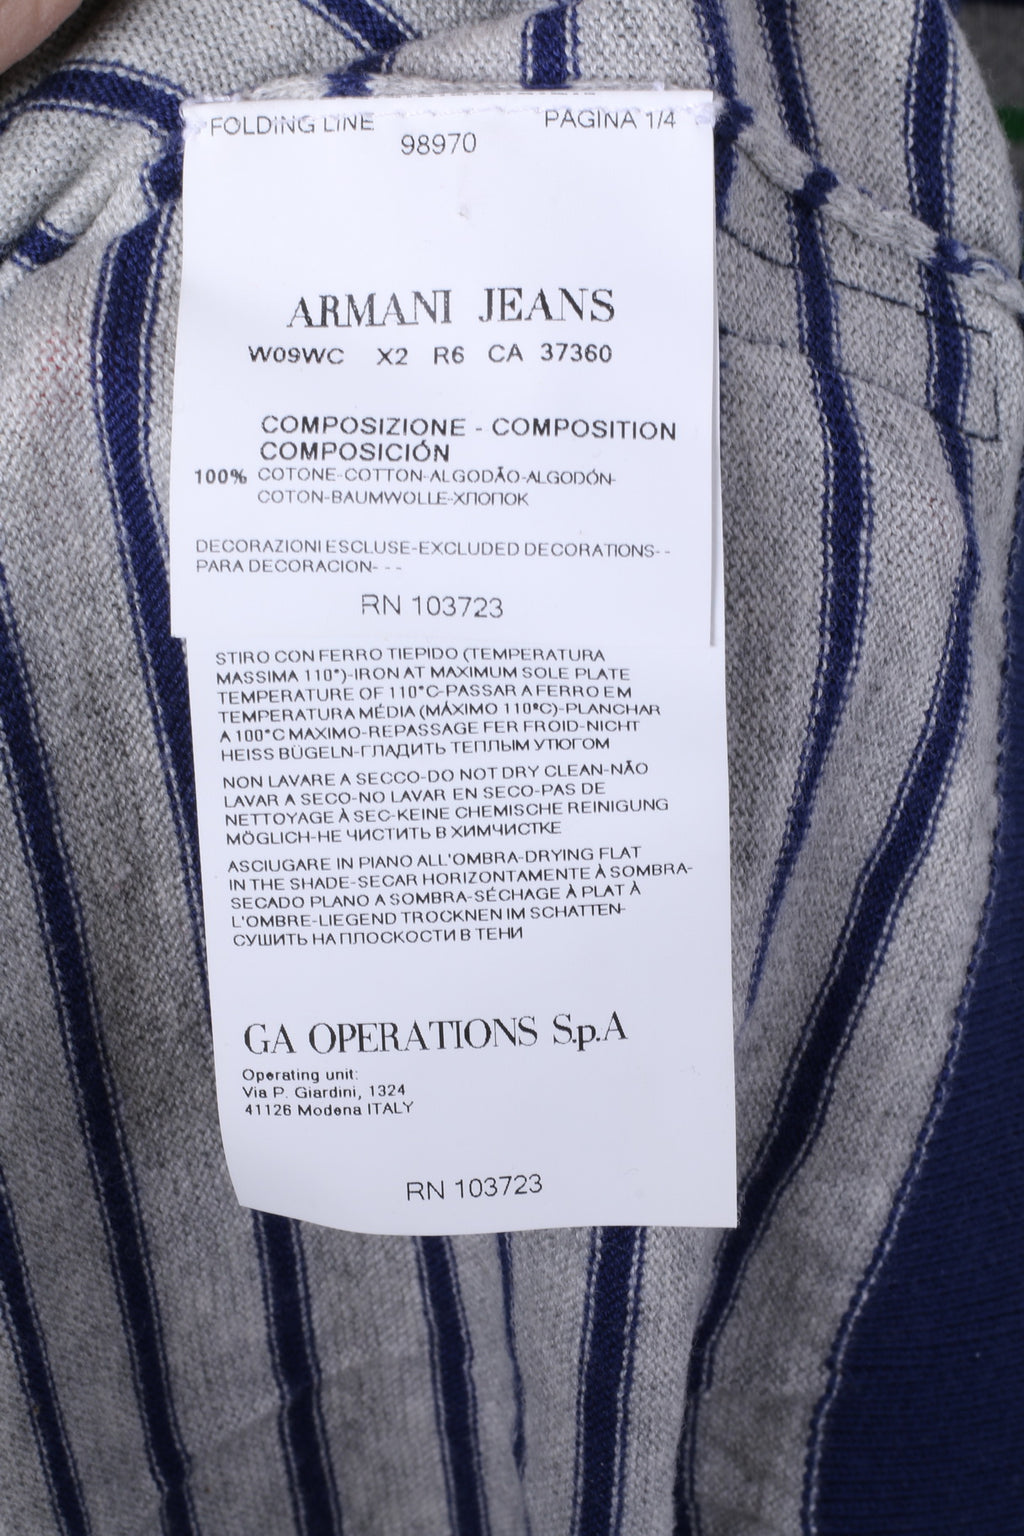 FOLDING LINE
PAGINA 1/4
98970
ARMANI JEANS
W09WC X2 R6 CA 37360
COMPOSIZIONE - COMPOSITION
COMPOSICIÓN
100% COTONE-COTTON-ALGODÃO-ALGODÓN-
COTON-BAUMWOLLE-ХЛОПОК
DECORAZIONI ESCLUSE-EXCLUDED DECORATIONS--
PARA DECORACION---
RN 103723
STIRO CON FERRO TIEPIDO (TEMPERATURA
MASSIMA 110°)-IRON AT MAXIMUM SOLE PLATE
TEMPERATURE OF 110°C-PASSAR A FERRO EM
TEMPERATURA MÉDIA (MÁXIMO 110°C)-PLANCHAR
A 100°C MAXIMO-REPASSAGE FER FROID-NICHT
HEISS BÜGELN-ГЛАДИТЬ ТЕПЛЫМ УТЮГОМ
NON LAVARE A SECCO-DO NOT DRY CLEAN-NÃO
LAVAR A SECO-NO LAVAR EN SECO-PAS DE
NETTOYAGE À SEC-KEINE CHEMISCHE REINIGUNG
MÖGLICH-НЕ ЧИСТИТЬ В ХИМЧИСТКЕ
ASCIUGARE IN PIANO ALL'OMBRA-DRYING FLAT
IN THE SHADE-SECAR HORIZONTAMENTE À SOMBRA-
SECADO PLANO A SOMBRA-SÉCHAGE À PLAT À
L'OMBRE-LIEGEND TROCKNEN IM SCHATTEN-
СУШИТЬ НА ПЛОСКОСТИ В ТЕНИ
GA OPERATIONS S.p.A
Operating unit:
Via P. Giardini, 1324
41126 Modena ITALY
RN 103723